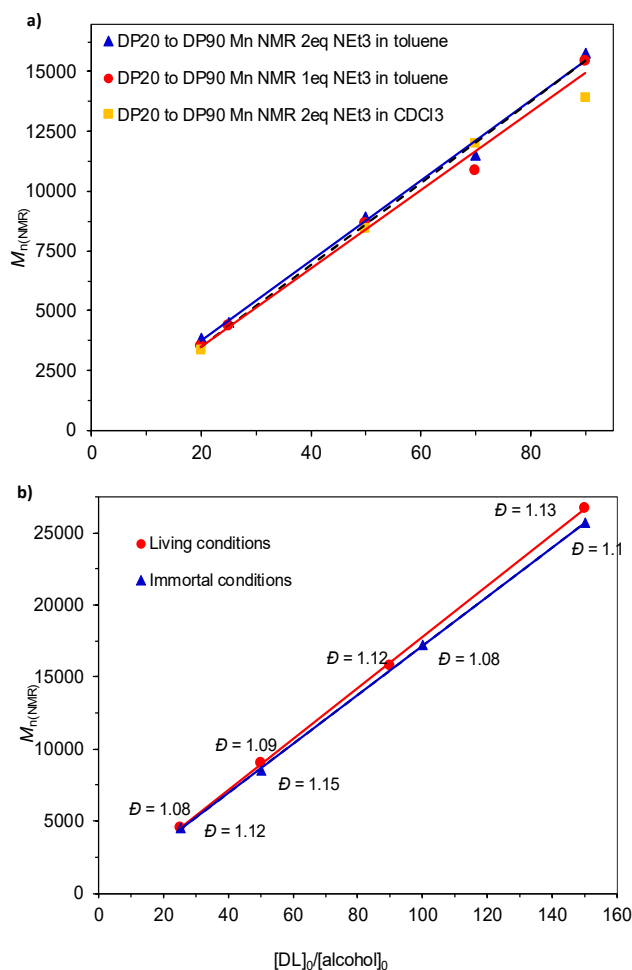 a)
DP20 to DP90 Mn NMR 2eq NEt3 in toluene
DP20 to DP90 Mn NMR 1eq NEt3 in toluene
DP20 to DP90 Mn NMR 2eq NEt3 in CDCl3
15000
12500
10000
7500
5000
2500
0
Mn(NMR)
0 20 40 60 80
b)
Living conditions
Immortal conditions
25000
20000
15000
10000
5000
0
Mn(NMR)
Đ = 1.13
Đ = 1.1
Đ = 1.12
Đ = 1.08
Đ = 1.09
Đ = 1.15
Đ = 1.08
Đ = 1.12
0 20 40 60 80 100 120 140 160
[DL]0/[alcohol]0